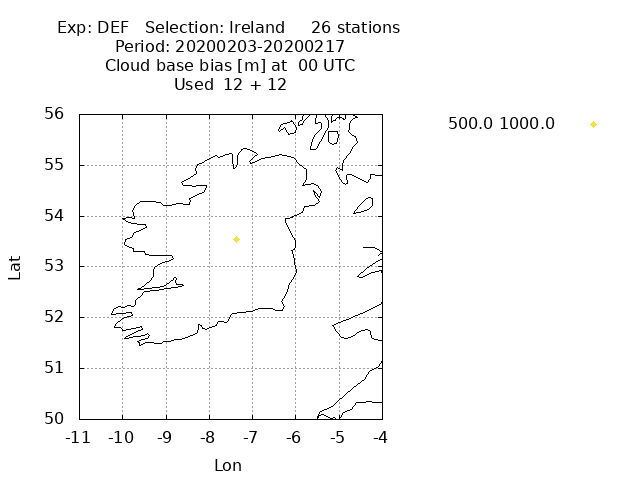 Exp: DEF Selection: Ireland 26 stations
Period: 20200203-20200217
Cloud base bias [m] at 00 UTC
Used 12 + 12
500.0 1000.0
56
55
54
53
52
51
50
Lat
-11 -10 -9 -8 -7 -6 -5 -4
Lon